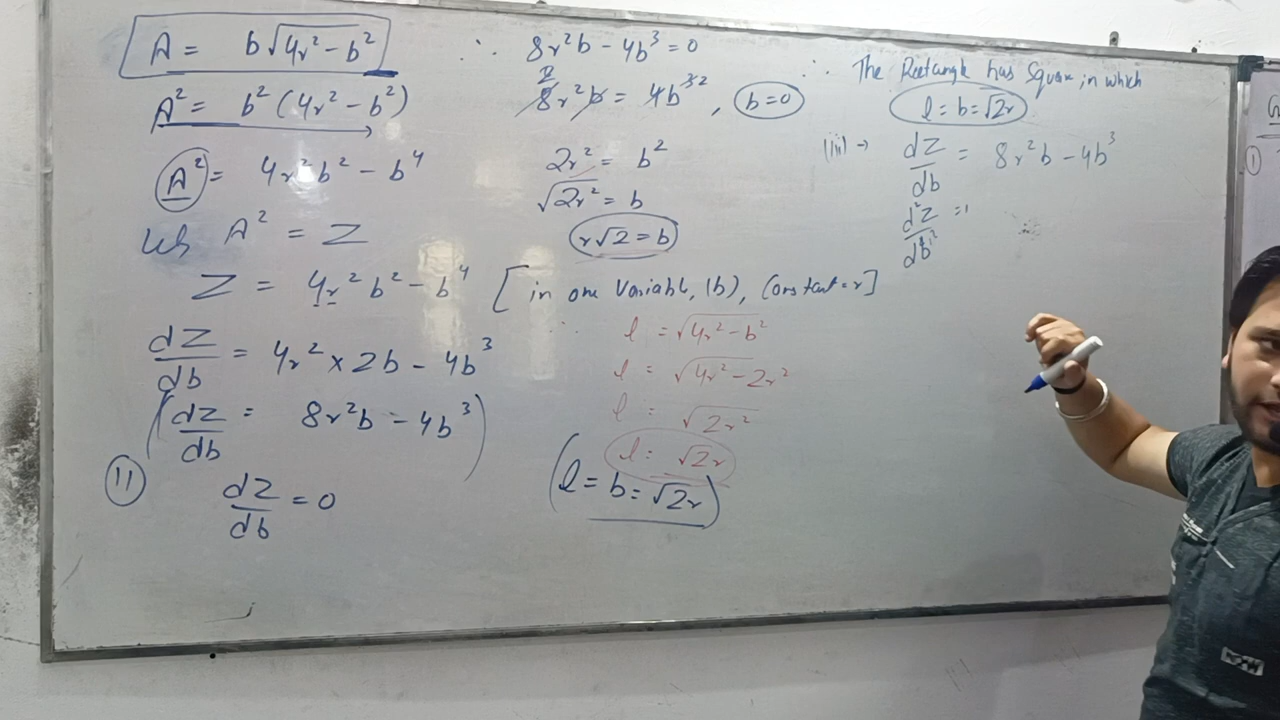 A = b√4r² - b²
A² = b² (4r² - b²)
A² = 4r²b² - b⁴
A² = Z
Z = 4r²b² - b⁴ [in one Variable, (b), Constant = r]
dZ/db = 4r² × 2b - 4b³
(dZ/db = 8r²b - 4b³)
11
dZ/db = 0
∴ 8r²b - 4b³ = 0
8r²b = 4b³ , b = 0
2r² = b²
√2r² = b
r√2 = b
∴ l = √4r² - b²
l = √4r² - 2r²
l = √2r²
l = √2r
(l = b = √2r)
∴ The Rectangle has Square in which
l = b = √2r
(iii) → dZ/db = 8r²b - 4b³
d²Z/db² =